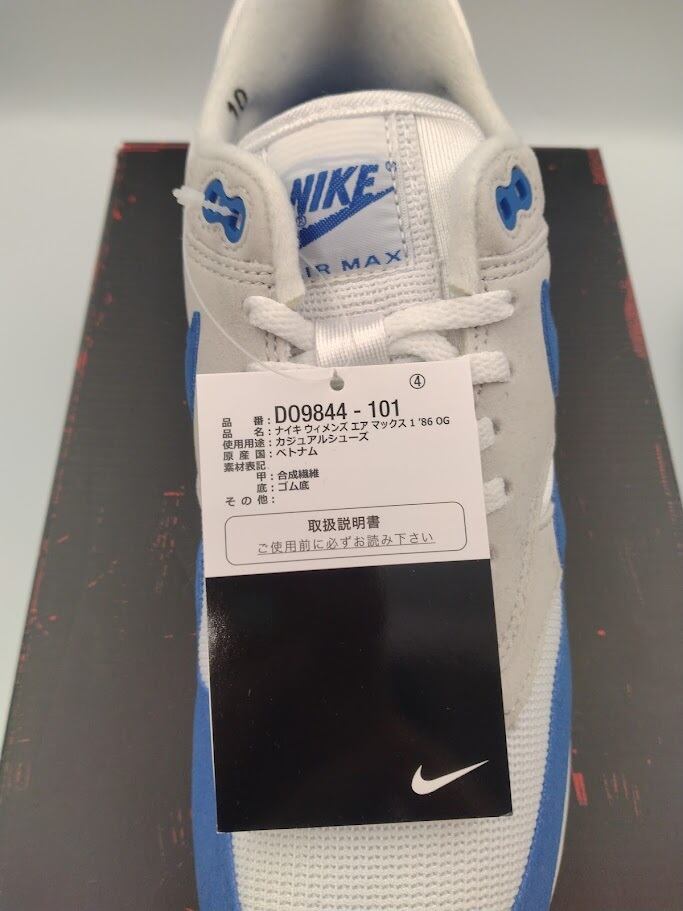 10
NIKE®
AIR MAX
④
品番：DO9844 - 101
品名：ナイキ ウィメンズ エア マックス 1 '86 OG
使用用途：カジュアルシューズ
原産国：ベトナム
素材表記
甲：合成繊維
底：ゴム底
その他：
取扱説明書
ご使用前に必ずお読み下さい